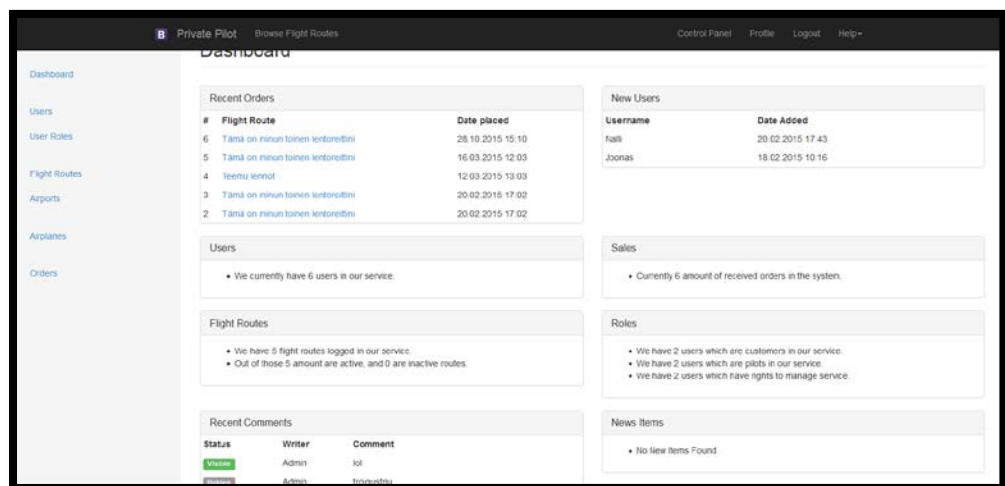 B Private Pilot Browse Flight Routes Control Panel Profile Logout Help
Dashboard
Dashboard
Users
User Roles
Flight Routes
Airports
Airplanes
Orders
Recent Orders
# Flight Route Date placed
6 Tämä on minun toinen lentoreittini 28.10.2015 15:10
5 Tämä on minun toinen lentoreittini 16.03.2015 12:03
4 Teemu lennot 12.03.2015 13:03
3 Tämä on minun toinen lentoreittini 20.02.2015 17:02
2 Tämä on minun toinen lentoreittini 20.02.2015 17:02
New Users
Username Date Added
Nalli 20.02.2015 17:43
Joonas 18.02.2015 10:16
Users
• We currently have 6 users in our service.
Sales
• Currently 6 amount of received orders in the system.
Flight Routes
• We have 5 flight routes logged in our service.
• Out of those 5 amount are active, and 0 are inactive routes.
Roles
• We have 2 users which are customers in our service.
• We have 2 users which are pilots in our service.
• We have 2 users which have rights to manage service.
Recent Comments
Status Writer Comment
Visible Admin lol
Admin
News Items
• No New Items Found